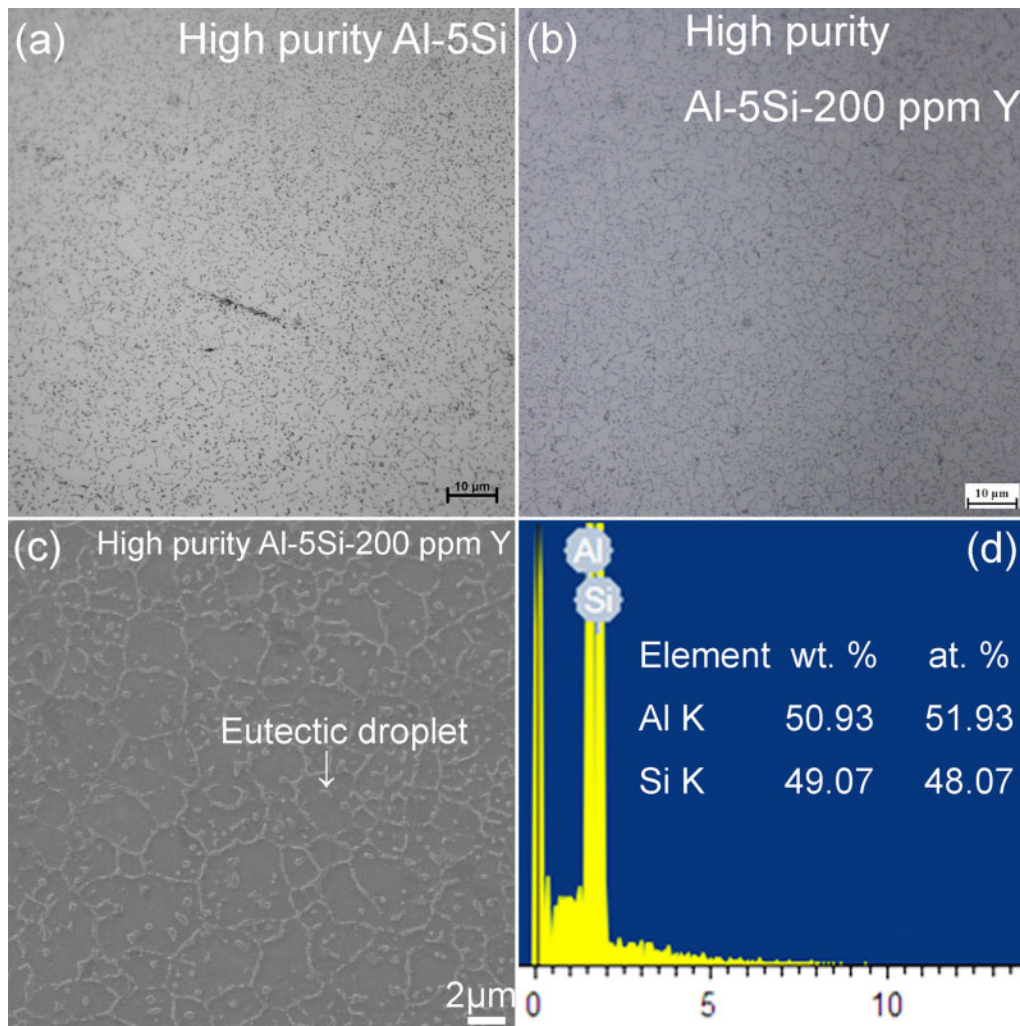 (a) High purity Al-5Si
10 µm
(b) High purity
Al-5Si-200 ppm Y
10 µm
(c) High purity Al-5Si-200 ppm Y
Eutectic droplet
2µm
(d)
Al
Si
Element wt. % at. %
Al K 50.93 51.93
Si K 49.07 48.07
0 5 10